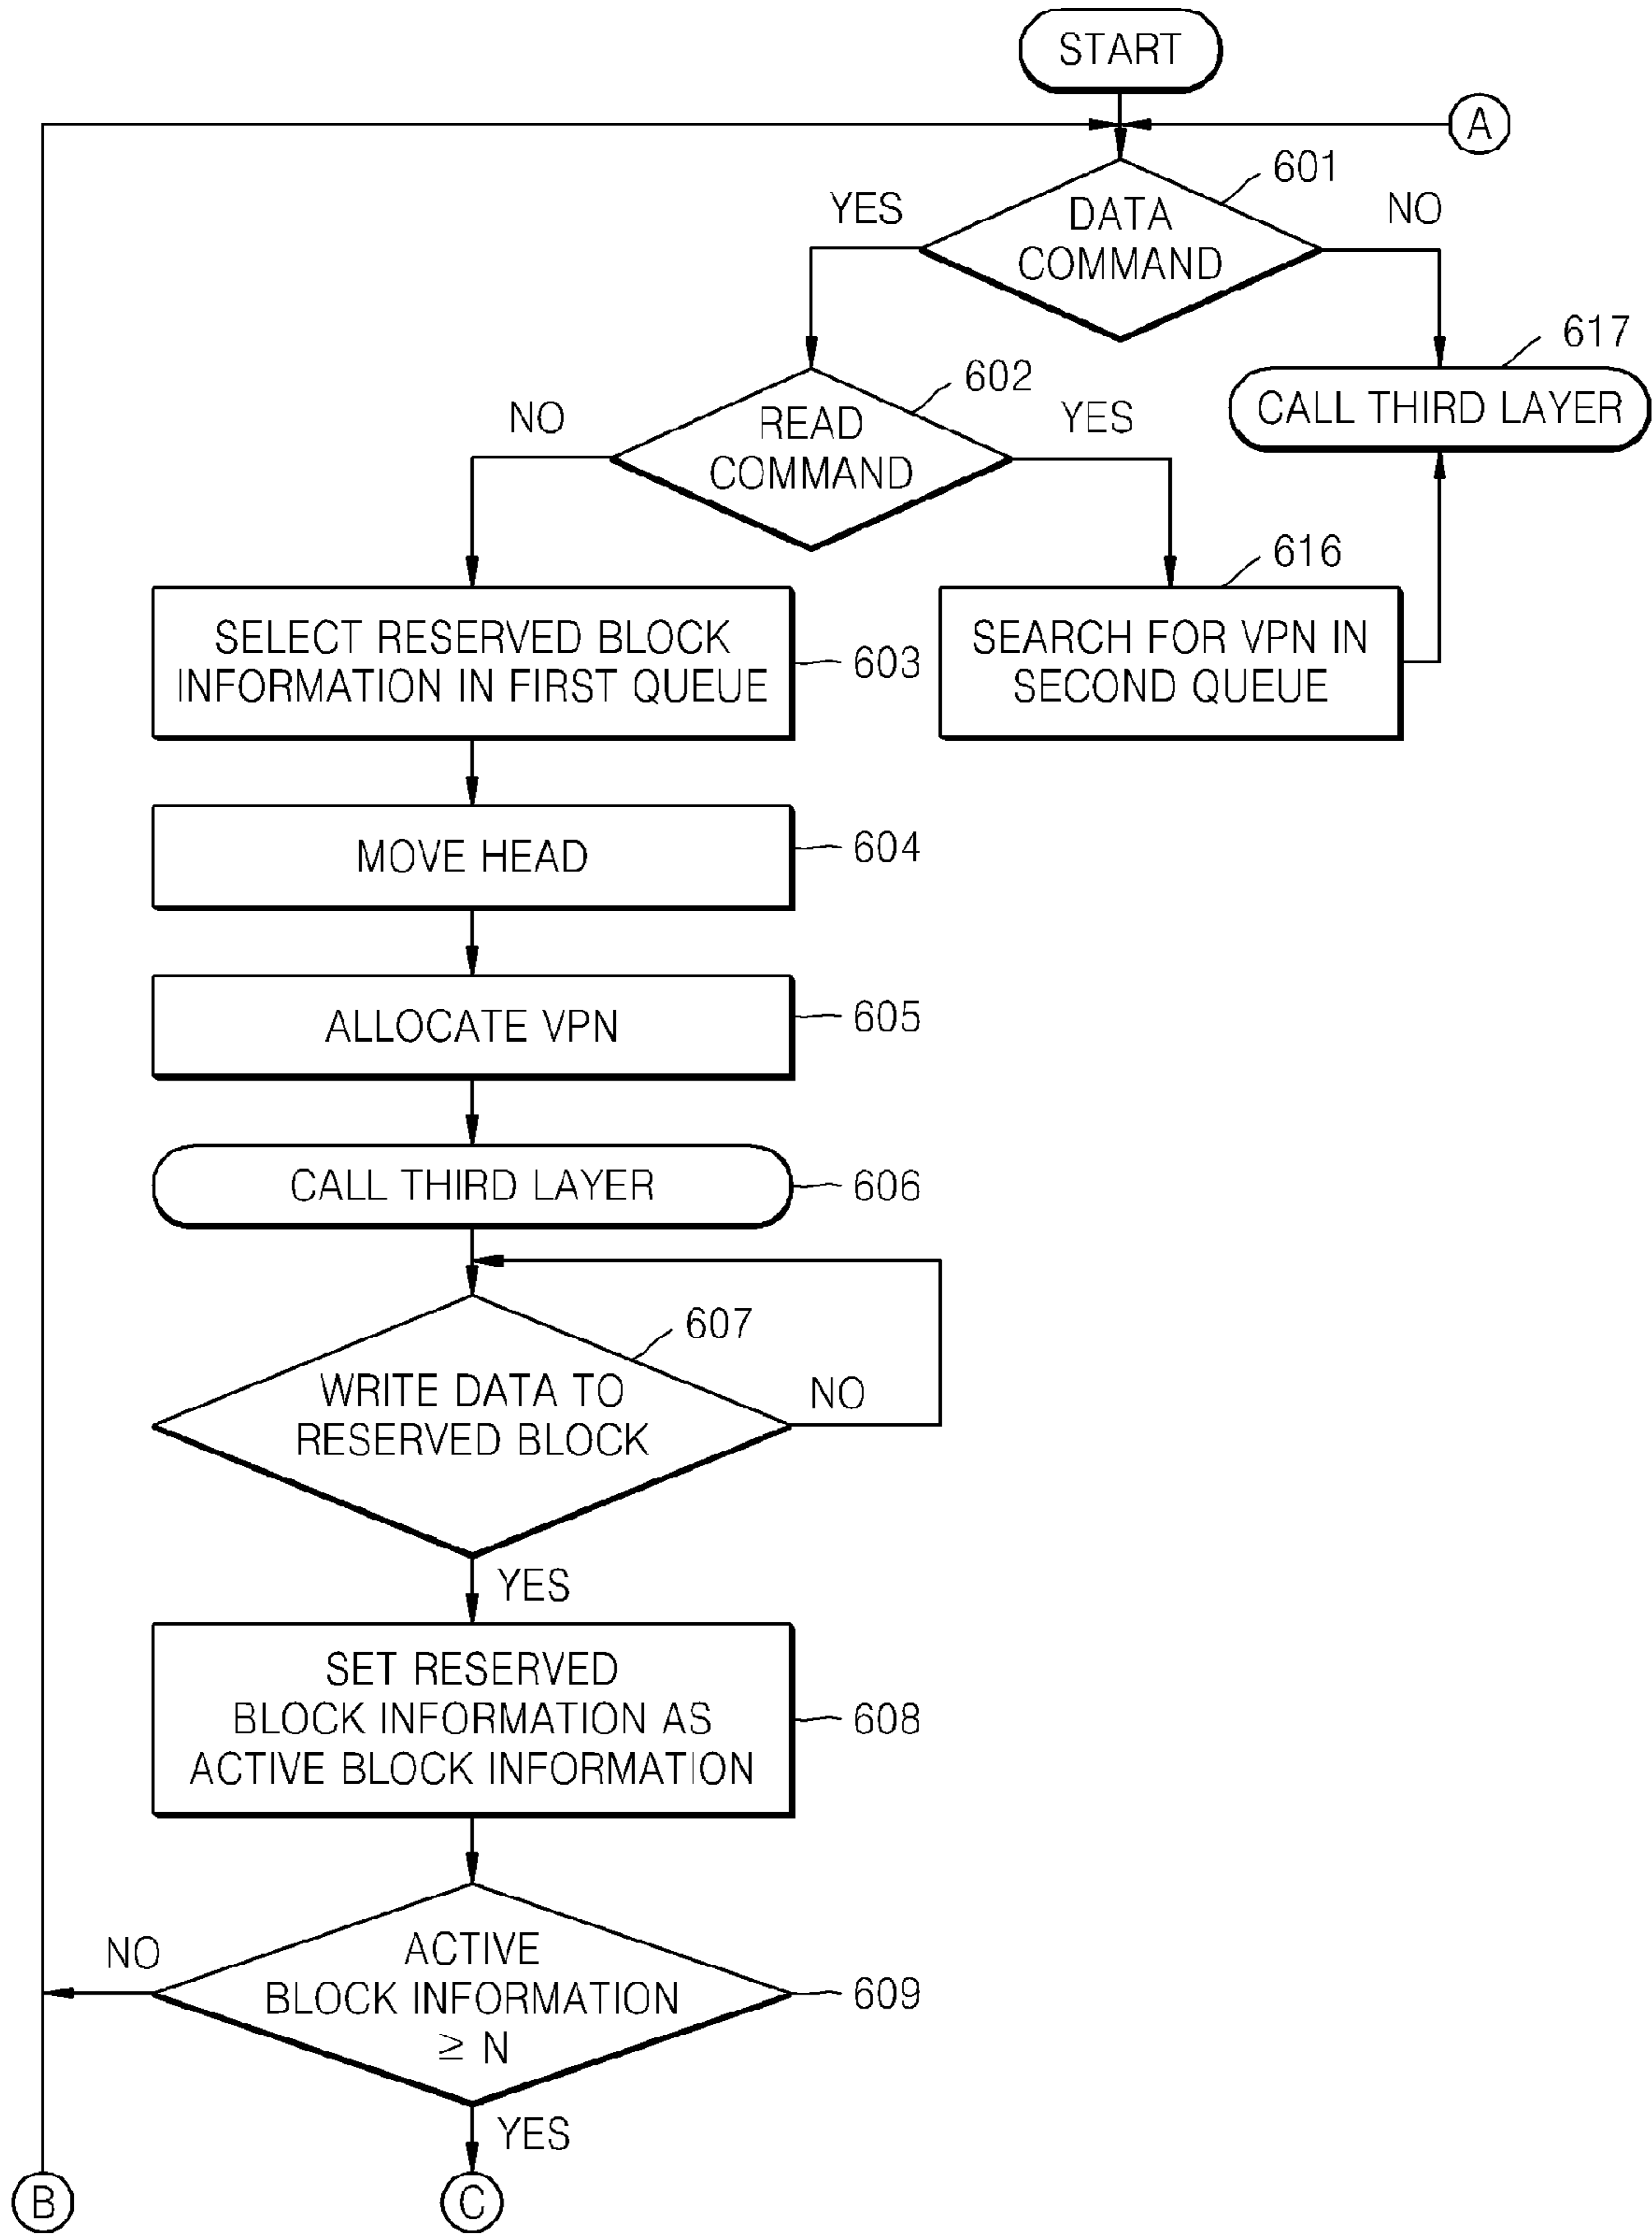 START
A
601
YES
DATA
COMMAND
NO
617
CALL THIRD LAYER
602
NO
READ
COMMAND
YES
616
SELECT RESERVED BLOCK
INFORMATION IN FIRST QUEUE
603
SEARCH FOR VPN IN
SECOND QUEUE
MOVE HEAD
604
ALLOCATE VPN
605
CALL THIRD LAYER
606
607
WRITE DATA TO
RESERVED BLOCK
NO
YES
SET RESERVED
BLOCK INFORMATION AS
ACTIVE BLOCK INFORMATION
608
NO
ACTIVE
BLOCK INFORMATION
≥ N
609
YES
B
C